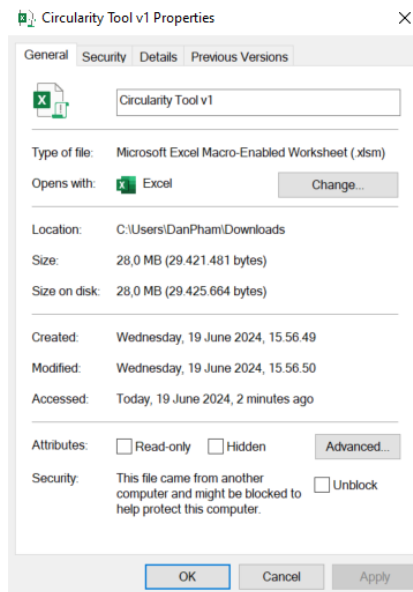 Circularity Tool v1 Properties
General Security Details Previous Versions
Circularity Tool v1
Type of file: Microsoft Excel Macro-Enabled Worksheet (.xlsm)
Opens with: Excel Change...
Location: C:\Users\DanPham\Downloads
Size: 28,0 MB (29.421.481 bytes)
Size on disk: 28,0 MB (29.425.664 bytes)
Created: Wednesday, 19 June 2024, 15.56.49
Modified: Wednesday, 19 June 2024, 15.56.50
Accessed: Today, 19 June 2024, 2 minutes ago
Attributes: Read-only Hidden Advanced...
Security: This file came from another
computer and might be blocked to
help protect this computer.
Unblock
OK Cancel Apply